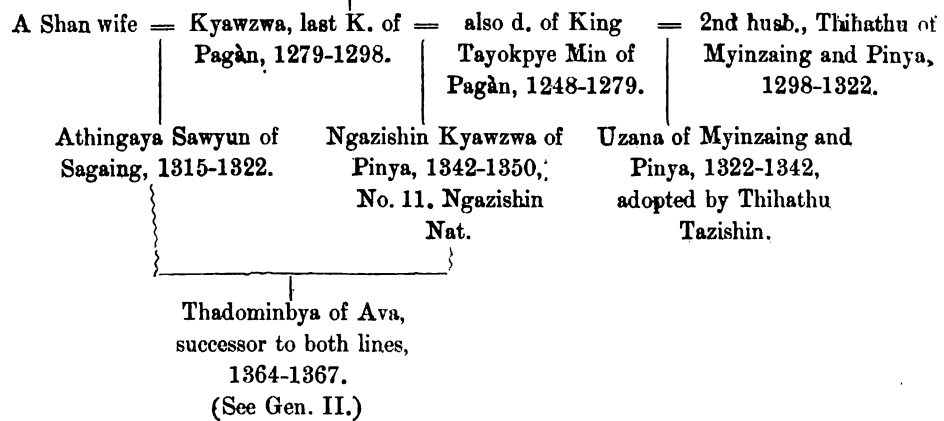 A Shan wife = Kyawzwa, last K. of = also d. of King = 2nd husb., Thihathu of
Pagàn, 1279-1298. Tayokpye Min of Myinzaing and Pinya,
Pagàn, 1248-1279. 1298-1322.
Athingaya Sawyun of Ngazishin Kyawzwa of Uzana of Myinzaing and
Sagaing, 1315-1322. Pinya, 1342-1350, Pinya, 1322-1342,
No. 11. Ngazishin adopted by Thihathu
Nat. Tazishin.
Thadominbya of Ava,
successor to both lines,
1364-1367.
(See Gen. II.)